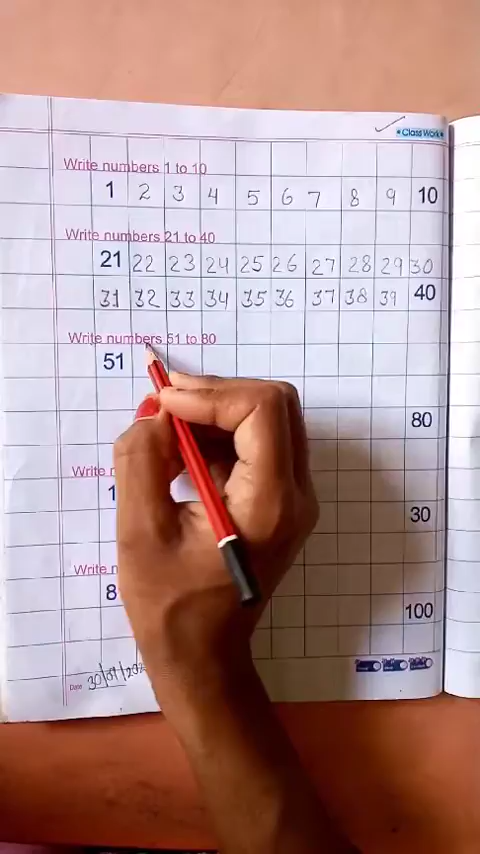 Class Work
Write numbers 1 to 10
1 2 3 4 5 6 7 8 9 10
Write numbers 21 to 40
21 22 23 24 25 26 27 28 29 30
31 32 33 34 35 36 37 38 39 40
Write numbers 51 to 80
51
80
Write
30
Write
8
100
Date